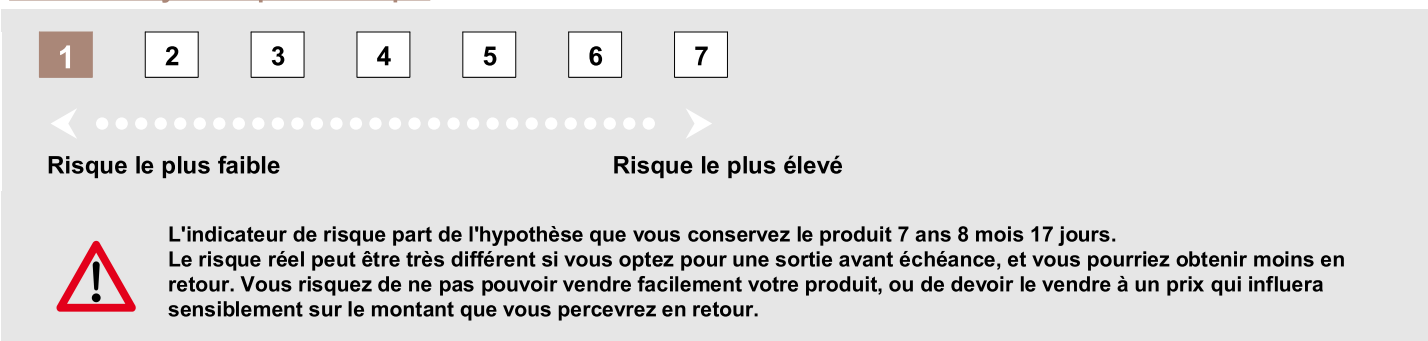 1 2 3 4 5 6 7
Risque le plus faible Risque le plus élevé
L'indicateur de risque part de l'hypothèse que vous conservez le produit 7 ans 8 mois 17 jours.
Le risque réel peut être très différent si vous optez pour une sortie avant échéance, et vous pourriez obtenir moins en
retour. Vous risquez de ne pas pouvoir vendre facilement votre produit, ou de devoir le vendre à un prix qui influera
sensiblement sur le montant que vous percevrez en retour.